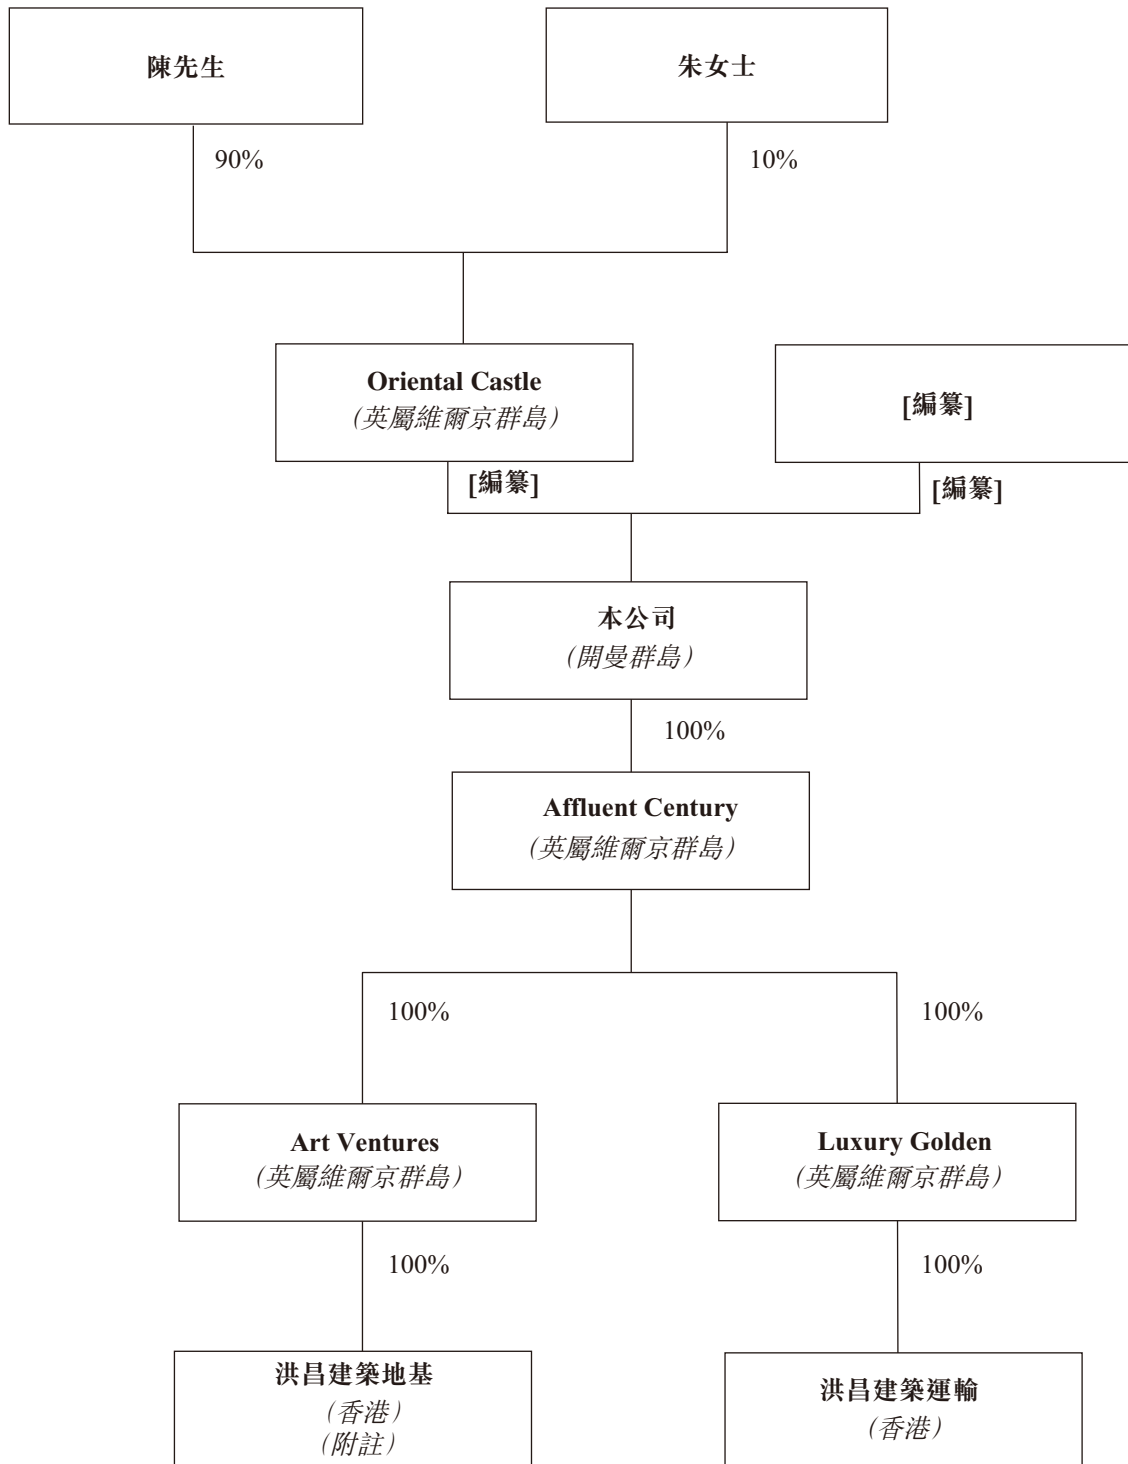 陳先生
朱女士
90%
10%
Oriental Castle
(英屬維爾京群島)
[編纂]
[編纂]
[編纂]
本公司
(開曼群島)
100%
Affluent Century
(英屬維爾京群島)
100%
100%
Art Ventures
(英屬維爾京群島)
Luxury Golden
(英屬維爾京群島)
100%
100%
洪昌建築地基
(香港)
(附註)
洪昌建築運輸
(香港)